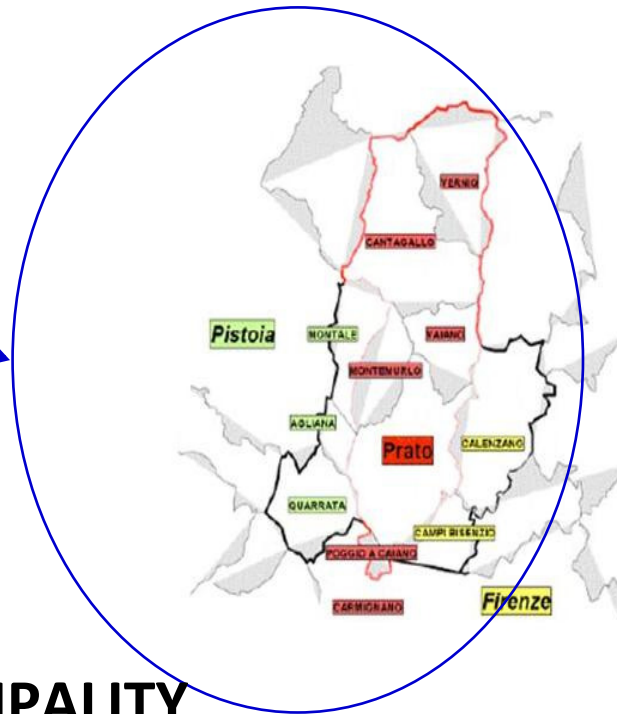 VERNIO
CANTAGALLO
Pistoia
MONTALE
VAIANO
MONTEMURLO
AGLIANA
Prato
CALENZANO
QUARRATA
CAMPI BISENZIO
POGGIO A CAIANO
Firenze
CARMIGNANO
IPALITY